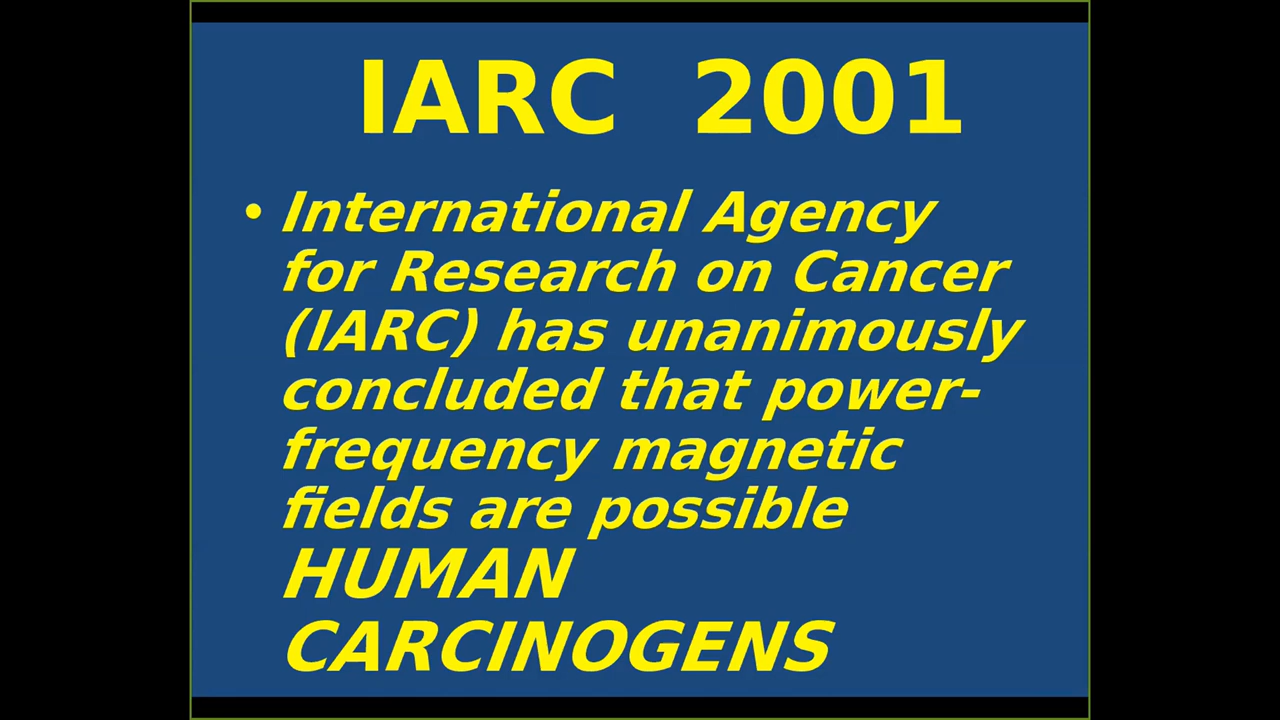 IARC 2001
• International Agency
for Research on Cancer
(IARC) has unanimously
concluded that power-
frequency magnetic
fields are possible
HUMAN
CARCINOGENS